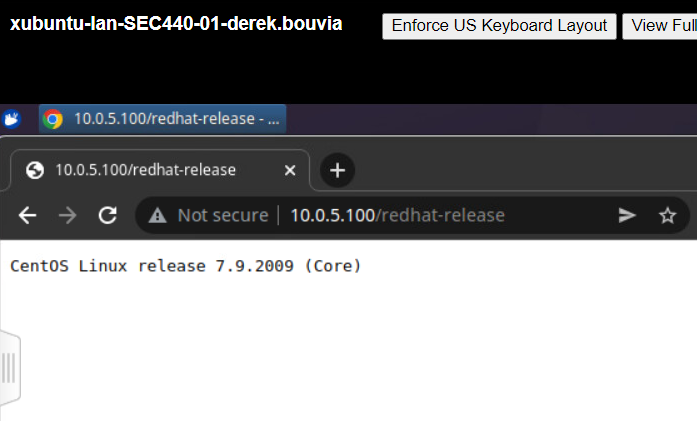 xubuntu-lan-SEC440-01-derek.bouvia
Enforce US Keyboard Layout
View Full
10.0.5.100/redhat-release - ...
10.0.5.100/redhat-release
Not secure | 10.0.5.100/redhat-release
CentOS Linux release 7.9.2009 (Core)